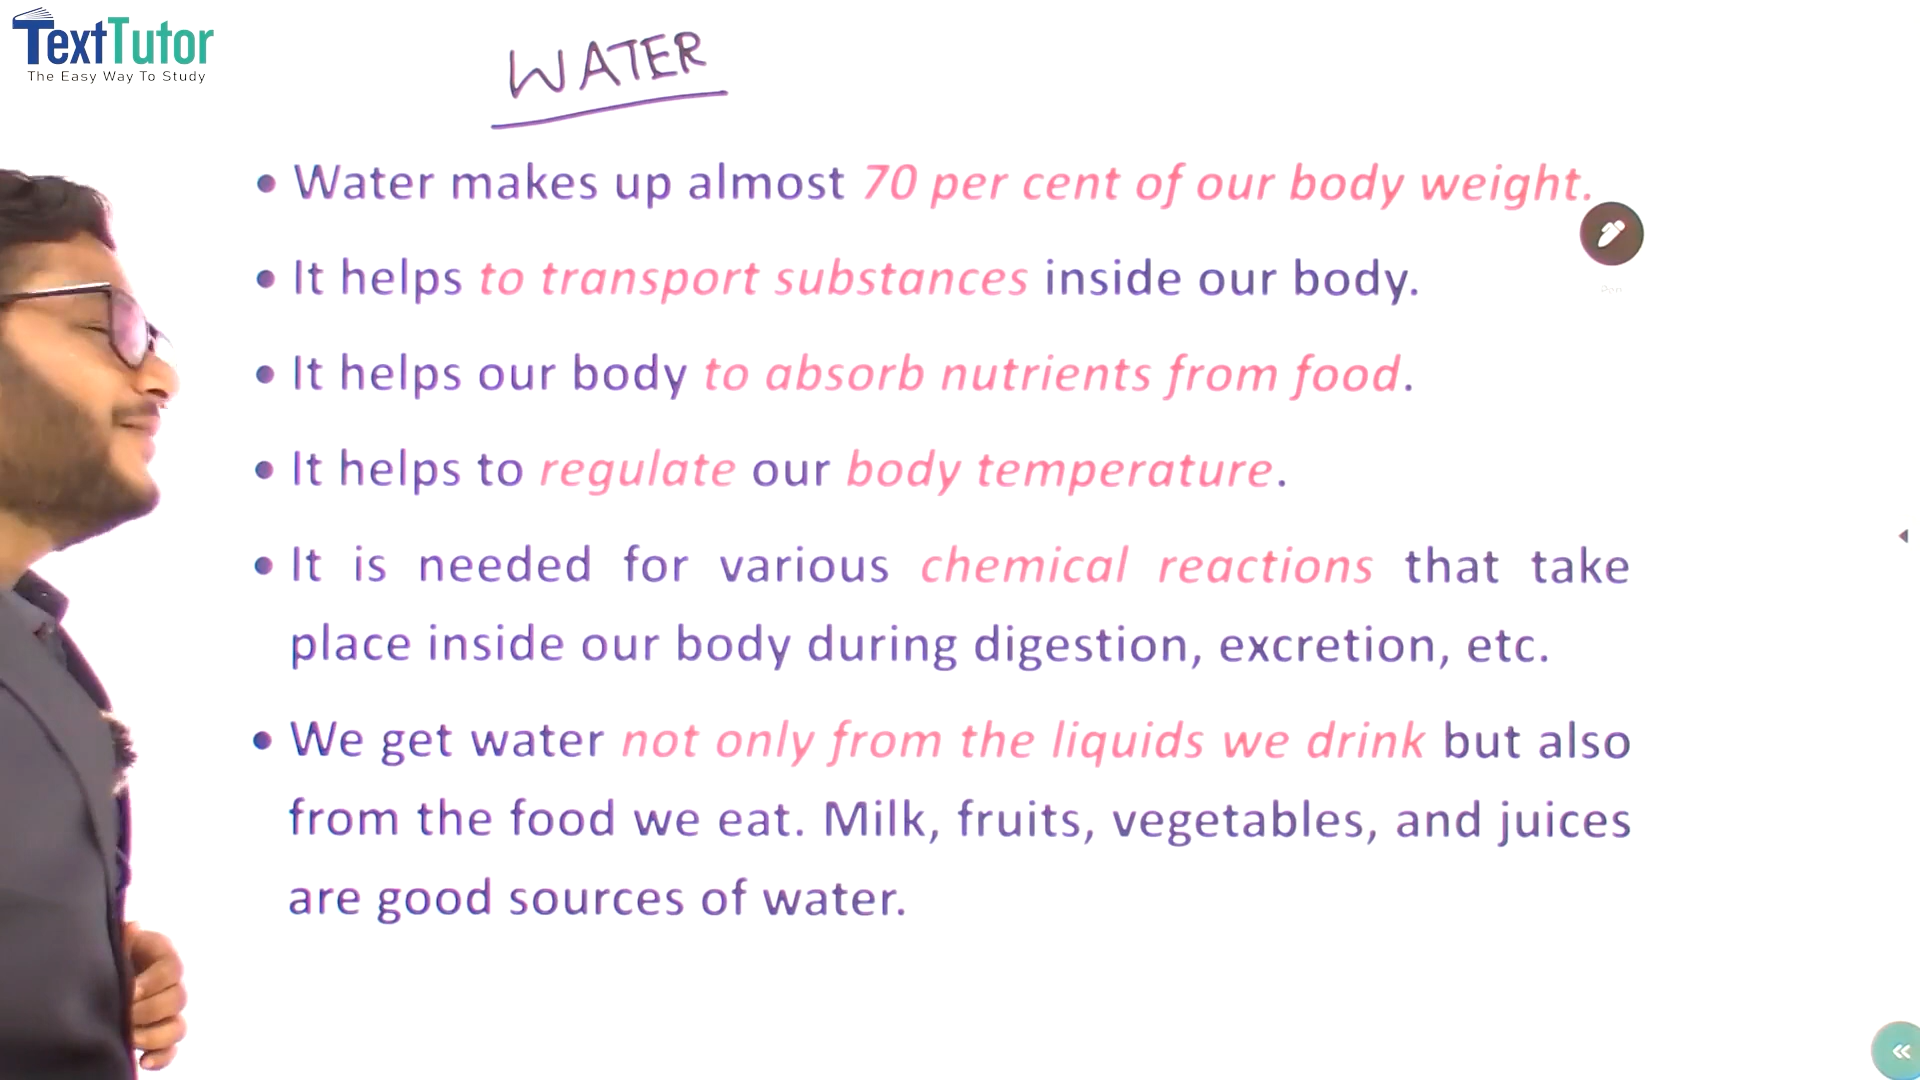 TextTutor
The Easy Way To Study
WATER
• Water makes up almost 70 per cent of our body weight.
• It helps to transport substances inside our body.
Pen
• It helps our body to absorb nutrients from food.
• It helps to regulate our body temperature.
• It is needed for various chemical reactions that take
place inside our body during digestion, excretion, etc.
• We get water not only from the liquids we drink but also
from the food we eat. Milk, fruits, vegetables, and juices
are good sources of water.